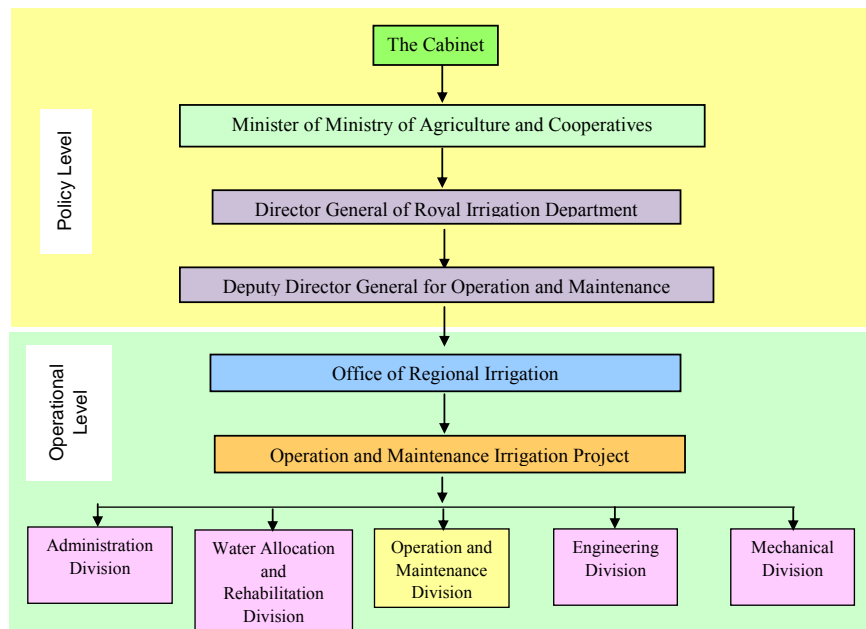 The Cabinet
Policy Level
Minister of Ministry of Agriculture and Cooperatives
Director General of Royal Irrigation Department
Deputy Director General for Operation and Maintenance
Operational
Level
Office of Regional Irrigation
Operation and Maintenance Irrigation Project
Administration
Division
Water Allocation
and
Rehabilitation
Division
Operation and
Maintenance
Division
Engineering
Division
Mechanical
Division